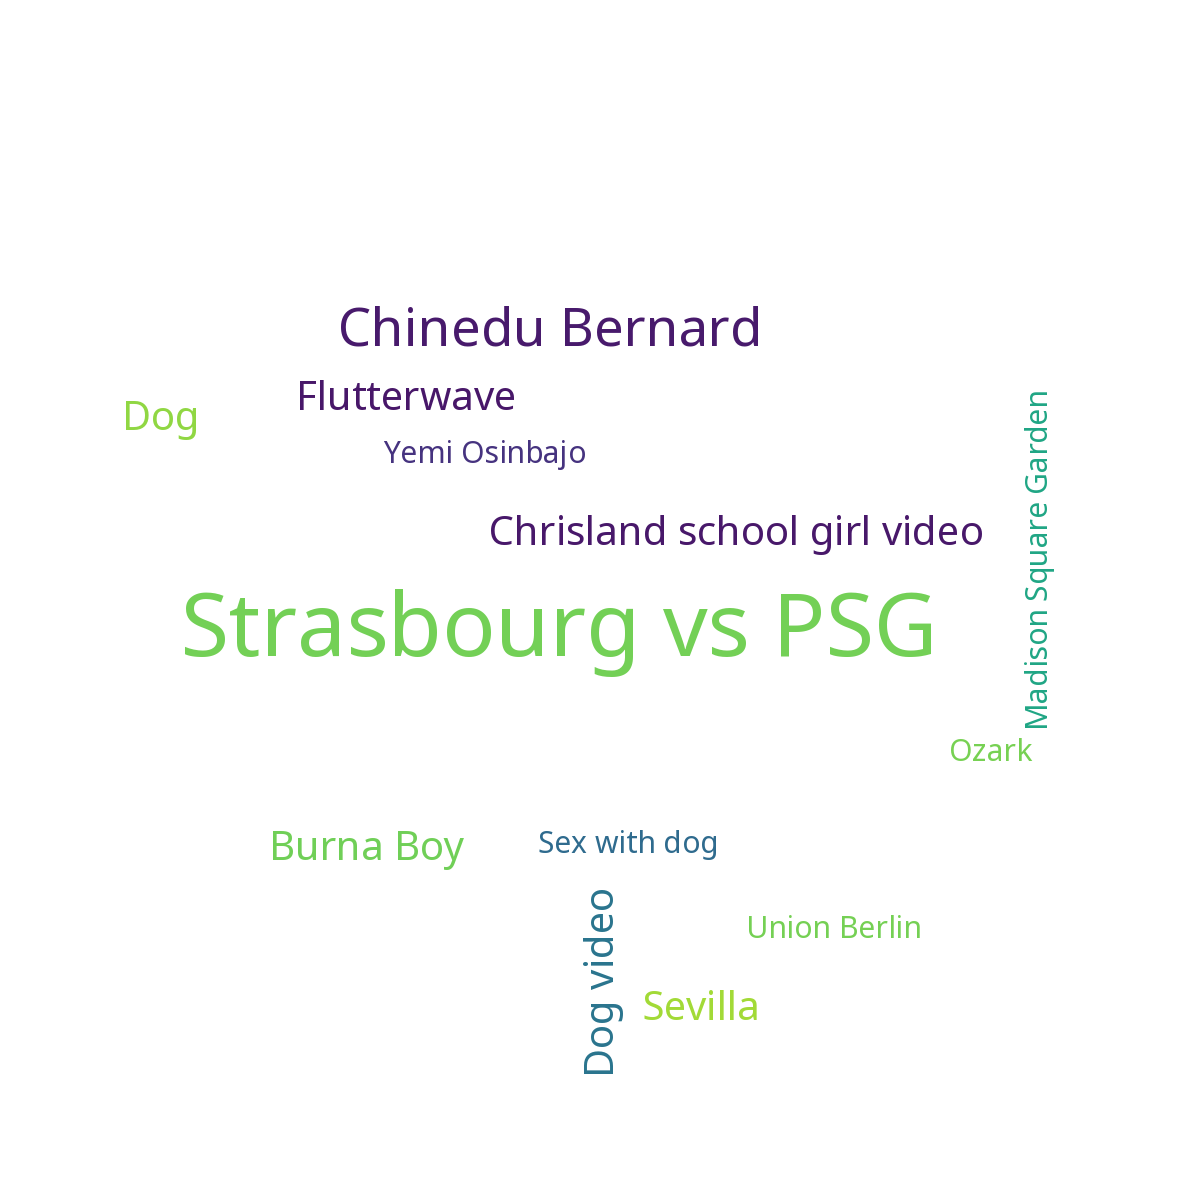 Chinedu Bernard
Flutterwave
Dog
Yemi Osinbajo
Madison Square Garden
Chrisland school girl video
Strasbourg vs PSG
Ozark
Burna Boy
Sex with dog
Dog video
Union Berlin
Sevilla